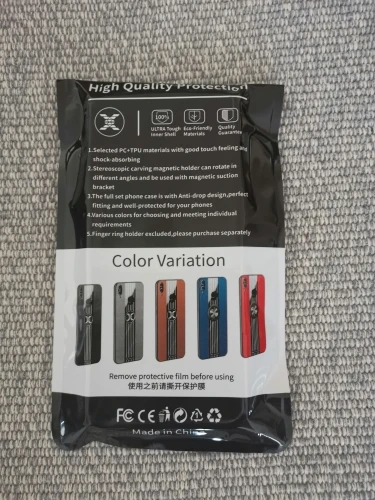 High Quality Protection
100%
ULTRA Tough Inner Shell
Eco-Friendly Materials
Quality Guarantee
1.Selected PC+TPU materials with good touch feeling and
shock-absorbing
2.Stereoscopic carving magnetic holder can rotate in
different angles and be used with magnetic suction
bracket
3.The full set phone case is with Anti-drop design,perfect
fitting and well-protected for your phones
4.Various colors for choosing and meeting individual
requirements
5.Finger ring holder excluded,please purchase separately
Color Variation
Remove protective film before using
使用之前请撕开保护膜
FC CE
Made in China